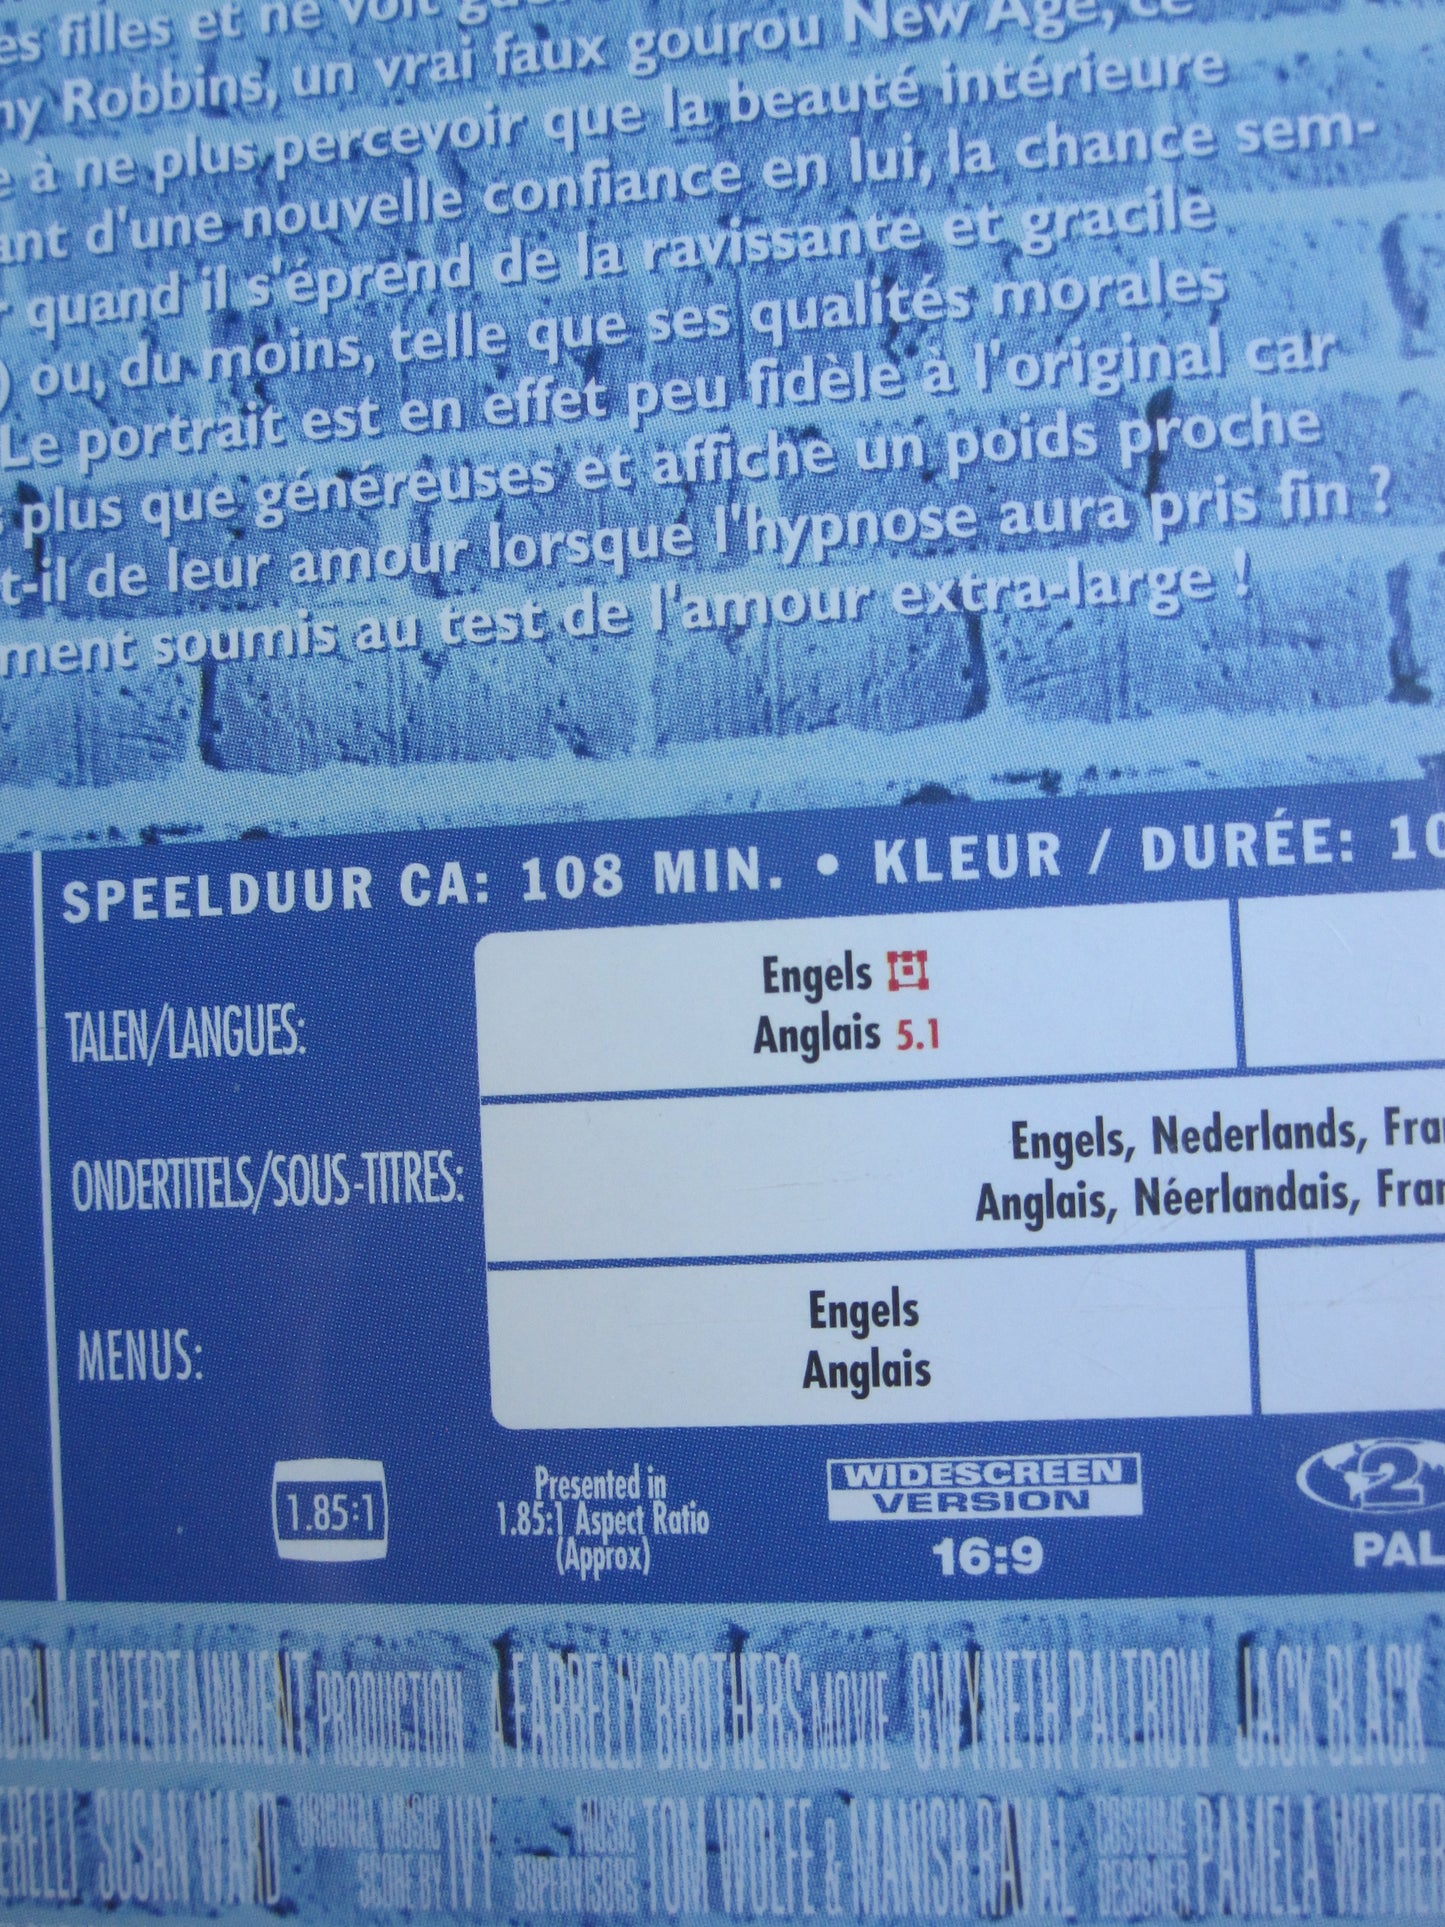 es filles et ne voit
ny Robbins, un vrai faux gourou New Age, ce
e à ne plus percevoir que la beauté intérieure
ant d'une nouvelle confiance en lui, la chance sem-
r quand il s'éprend de la ravissante et gracile
) ou, du moins, telle que ses qualités morales
Le portrait est en effet peu fidèle à l'original car
s plus que généreuses et affiche un poids proche
t-il de leur amour lorsque l'hypnose aura pris fin ?
ment soumis au test de l'amour extra-large !
SPEELDUUR CA: 108 MIN. • KLEUR / DURÉE: 10
TALEN/LANGUES:
Engels
Anglais 5.1
ONDERTITELS/SOUS-TITRES:
Engels, Nederlands, Fra
Anglais, Néerlandais, Fran
MENUS:
Engels
Anglais
1.85:1
Presented in
1.85:1 Aspect Ratio
(Approx)
WIDESCREEN
VERSION
16:9
2
PAL
ORUM ENTERTAINMENT PRODUCTION A FARRELLY BROTHERS MOVIE GWYNETH PALTROW JACK BLACK
ERELLI SUSAN WARD ORIGINAL MUSIC SCORE BY IVY MUSIC SUPERVISORS TOM WOLFE & MANISH RAVAL COSTUME DESIGNER PAMELA WITHER